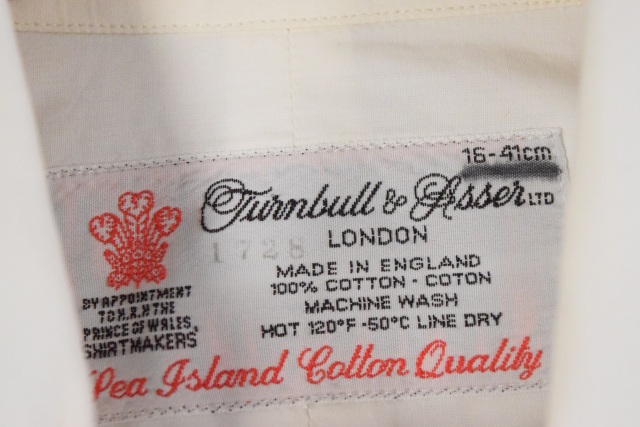 16-41cm
Turnbull & Asser LTD
1728
LONDON
MADE IN ENGLAND
100% COTTON - COTON
MACHINE WASH
HOT 120°F-50°C LINE DRY
BY APPOINTMENT
TO H.R.H THE
PRINCE OF WALES,
SHIRTMAKERS
Sea Island Cotton Quality